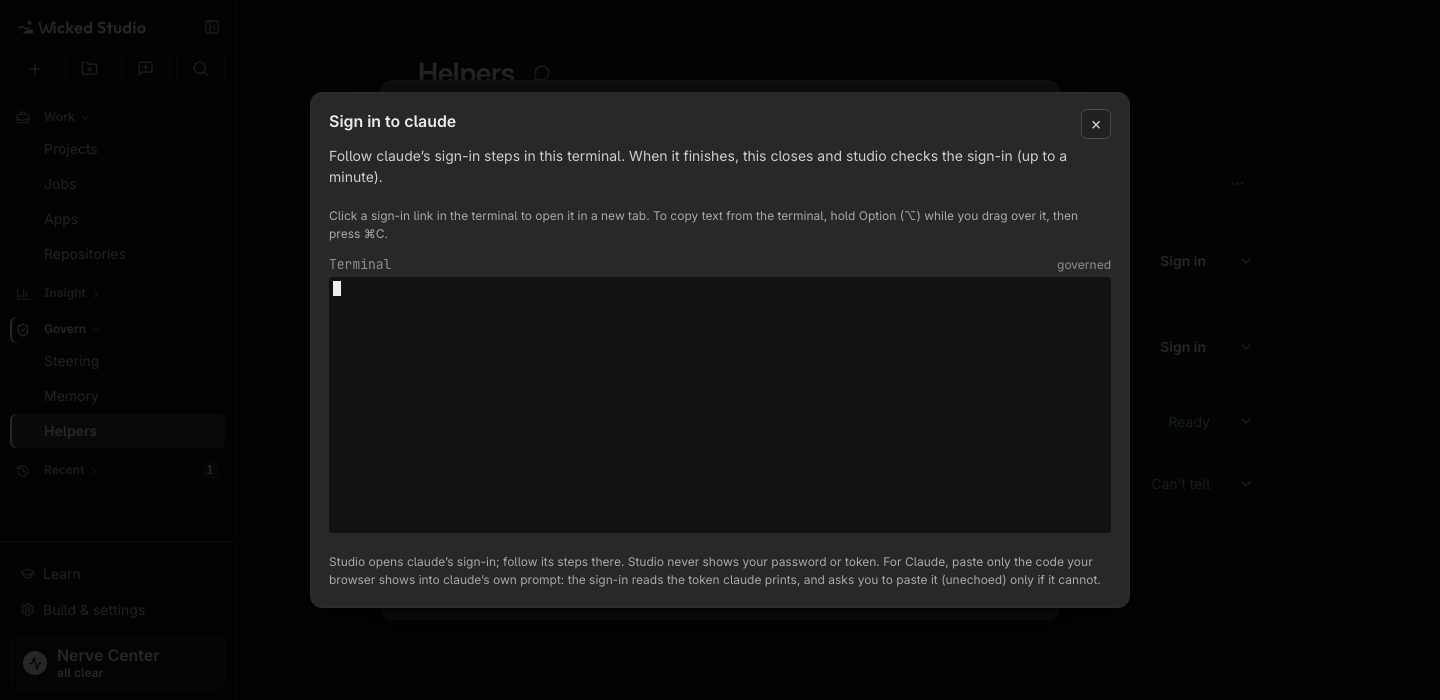 Wicked Studio
Helpers
Work
Projects
Jobs
Apps
Repositories
Insight
Govern
Steering
Memory
Helpers
Recent
1
Learn
Build & settings
Nerve Center
all clear
Sign in to claude
Follow claude’s sign-in steps in this terminal. When it finishes, this closes and studio checks the sign-in (up to a
minute).
Click a sign-in link in the terminal to open it in a new tab. To copy text from the terminal, hold Option (⌥) while you drag over it, then
press ⌘C.
Terminal
governed
Studio opens claude’s sign-in; follow its steps there. Studio never shows your password or token. For Claude, paste only the code your
browser shows into claude’s own prompt: the sign-in reads the token claude prints, and asks you to paste it (unechoed) only if it cannot.
Sign in
Sign in
Ready
Can’t tell